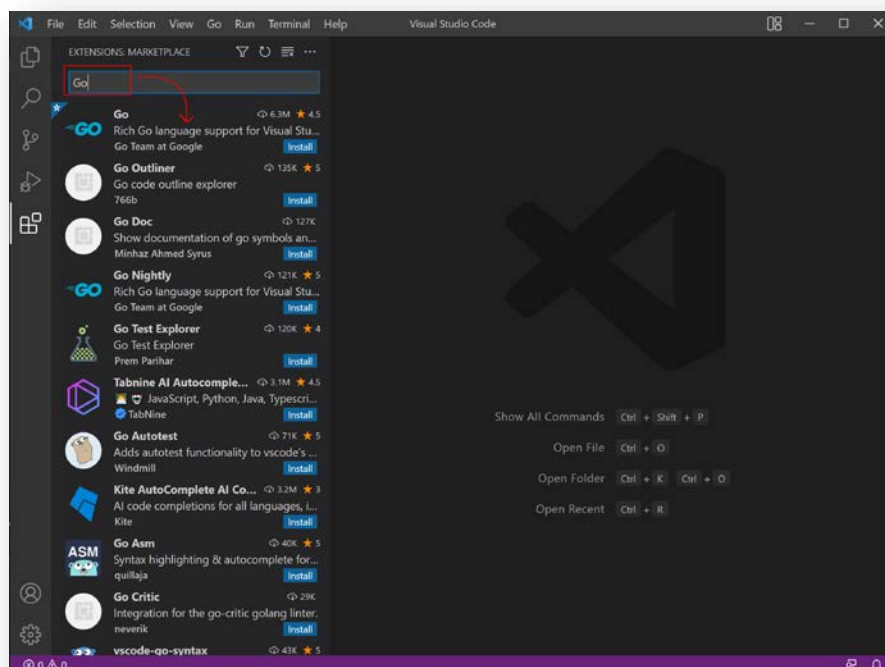 File Edit Selection View Go Run Terminal Help
Visual Studio Code
EXTENSIONS: MARKETPLACE
Go
Go 6.3M ★ 4.5
GO
Rich Go language support for Visual Stu...
Go Team at Google Install
Go Outliner 135K ★ 5
Go code outline explorer
766b Install
Go Doc 127K
Show documentation of go symbols an...
Minhaz Ahmed Syrus Install
Go Nightly 121K ★ 5
GO
Rich Go language support for Visual Stu...
Go Team at Google Install
Go Test Explorer 120K ★ 4
Go Test Explorer
Prem Parihar Install
Tabnine AI Autocomple... 3.1M ★ 4.5
JavaScript, Python, Java, Typescri...
TabNine Install
Go Autotest 71K ★ 5
Adds autotest functionality to vscode's ...
Windmill Install
Kite AutoComplete AI Co... 3.2M ★ 3
AI code completions for all languages, i...
Kite Install
Go Asm 40K ★ 5
ASM
Syntax highlighting & autocomplete for...
quillaja Install
Go Critic 29K
Integration for the go-critic golang linter.
neverik Install
vscode-go-syntax 43K ★ 5
Show All Commands Ctrl + Shift + P
Open File Ctrl + O
Open Folder Ctrl + K Ctrl + O
Open Recent Ctrl + R
0 0